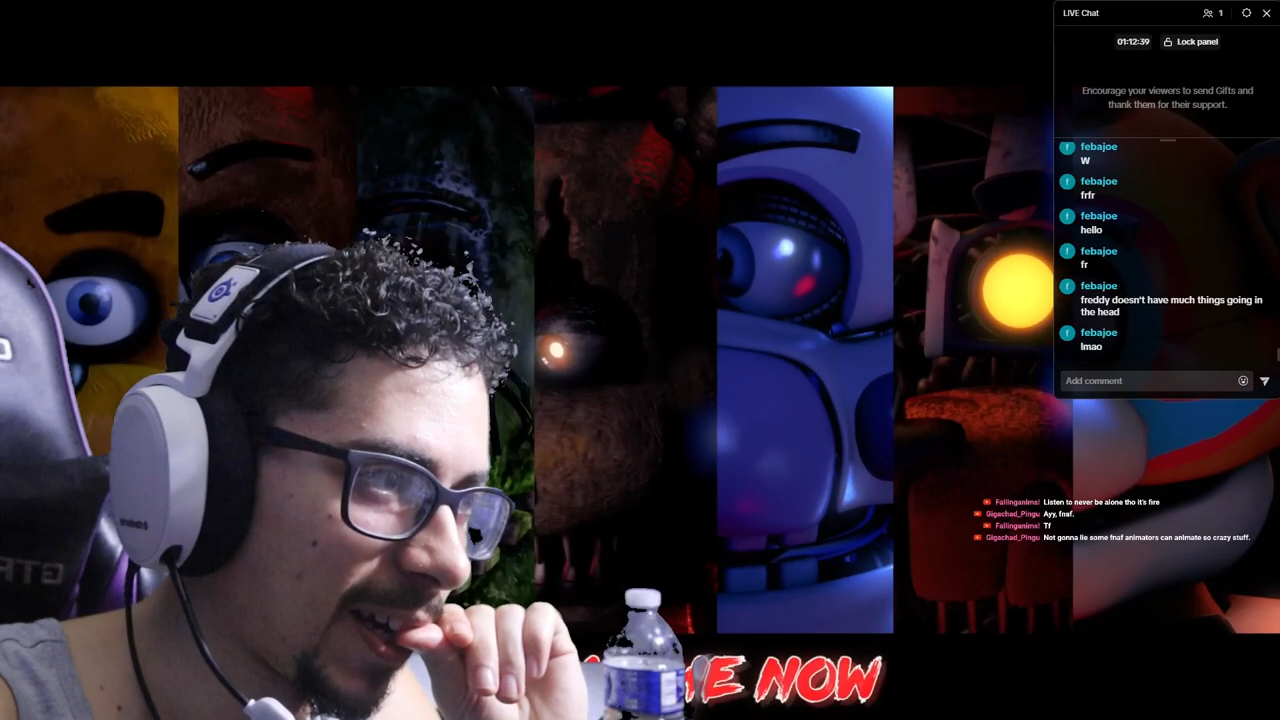 LIVE Chat
1
01:12:39
Lock panel
Encourage your viewers to send Gifts and
thank them for their support.
f
febajoe
W
f
febajoe
frfr
f
febajoe
hello
f
febajoe
fr
f
febajoe
freddy doesn't have much things going in
the head
f
febajoe
lmao
Add comment
Fallinganima! Listen to never be alone tho it's fire
Gigachad_Pingu Ayy, fnaf.
Fallinganima! Tf
Gigachad_Pingu Not gonna lie some fnaf animators can animate so crazy stuff.
NOW